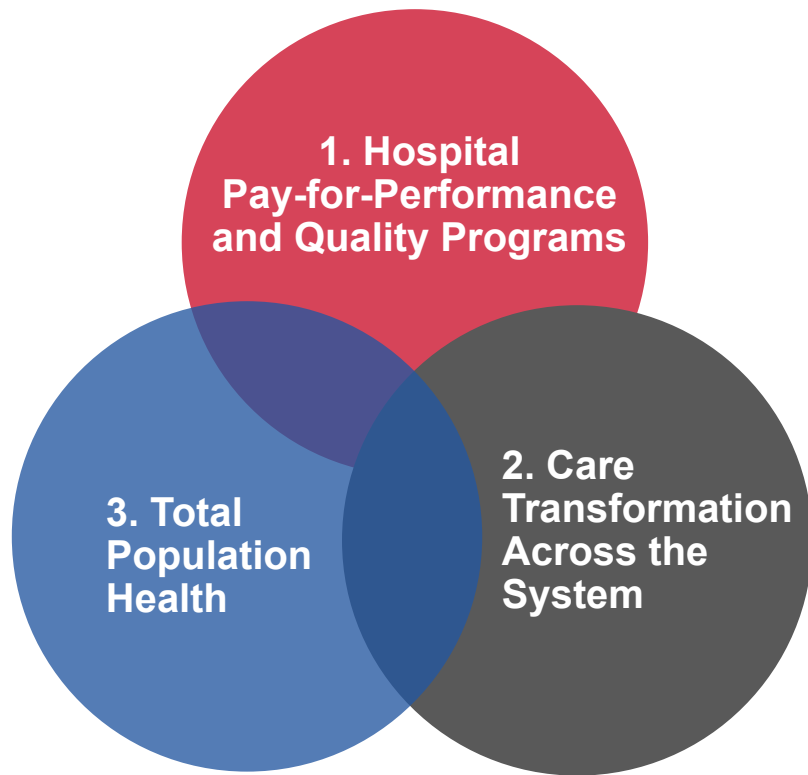 1. Hospital
Pay-for-Performance
and Quality Programs
2. Care
Transformation
Across the
System
3. Total
Population
Health